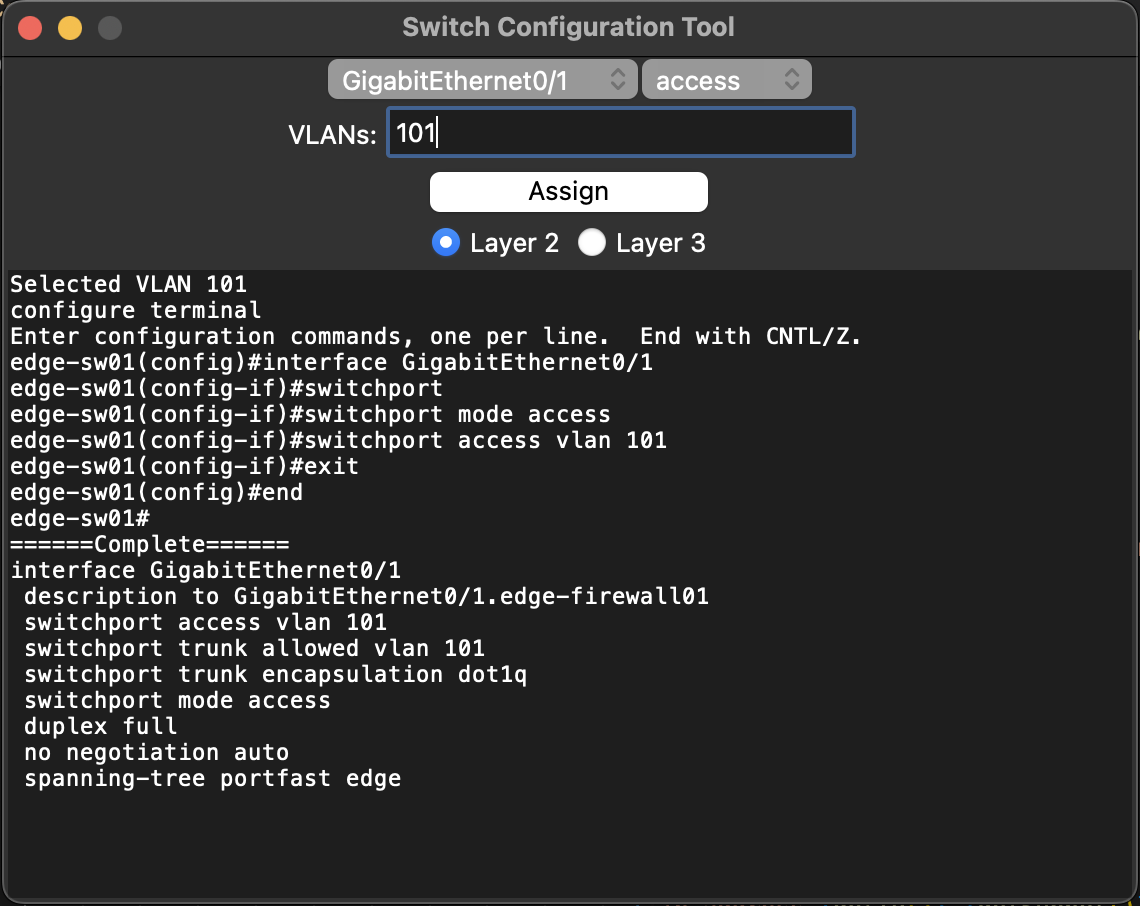 Switch Configuration Tool
GigabitEthernet0/1 access
VLANs: 101
Assign
Layer 2 Layer 3
Selected VLAN 101
configure terminal
Enter configuration commands, one per line.  End with CNTL/Z.
edge-sw01(config)#interface GigabitEthernet0/1
edge-sw01(config-if)#switchport
edge-sw01(config-if)#switchport mode access
edge-sw01(config-if)#switchport access vlan 101
edge-sw01(config-if)#exit
edge-sw01(config)#end
edge-sw01#
======Complete======
interface GigabitEthernet0/1
 description to GigabitEthernet0/1.edge-firewall01
 switchport access vlan 101
 switchport trunk allowed vlan 101
 switchport trunk encapsulation dot1q
 switchport mode access
 duplex full
 no negotiation auto
 spanning-tree portfast edge